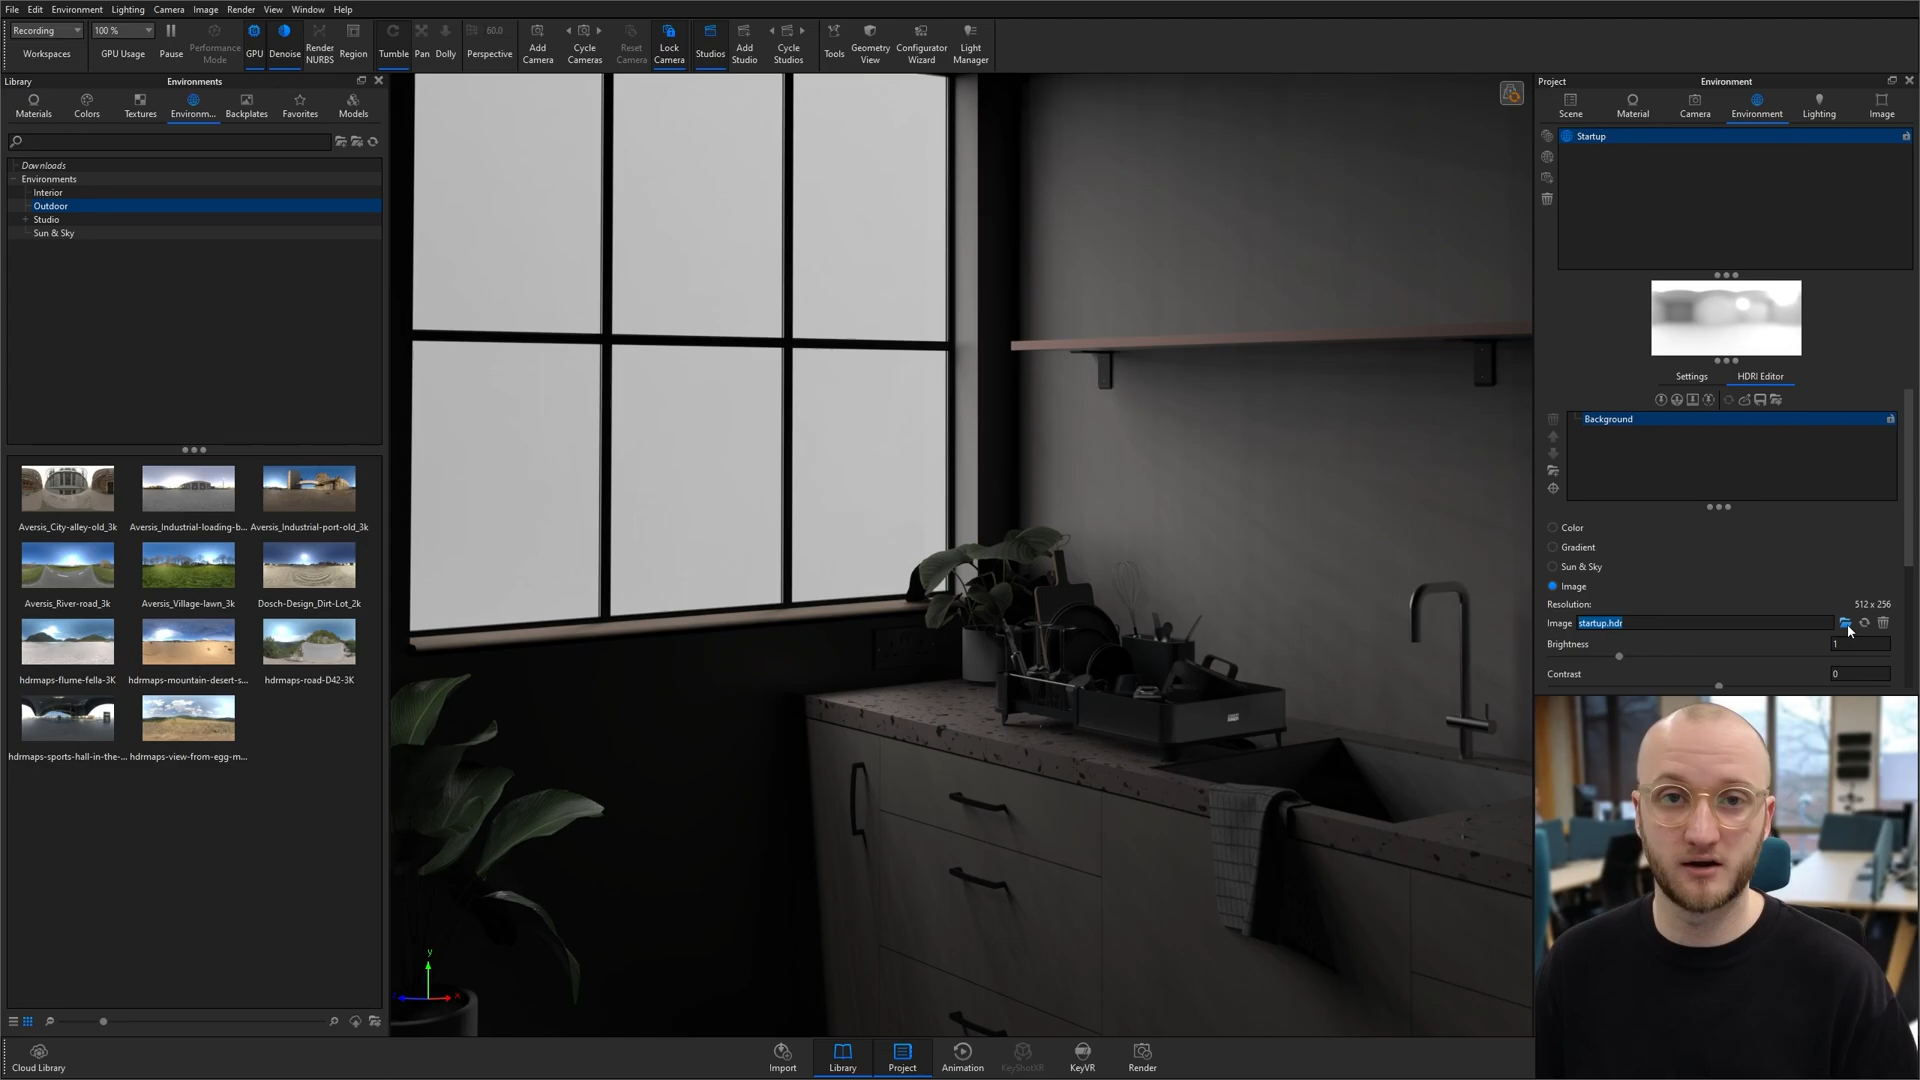 File Edit Environment Lighting Camera Image Render View Window Help
Recording 100 % 60.0
Workspaces GPU Usage Pause Performance Mode GPU Denoise Render NURBS Region Tumble Pan Dolly Perspective Add Camera Cycle Cameras Reset Camera Lock Camera Studios Add Studio Cycle Studios Tools Geometry View Configurator Wizard Light Manager
Library Environments
Materials Colors Textures Environm... Backplates Favorites Models
Downloads
Environments
Interior
Outdoor
Studio
Sun & Sky
Aversis_City-alley-old_3k Aversis_Industrial-loading-b... Aversis_Industrial-port-old_3k
Aversis_River-road_3k Aversis_Village-lawn_3k Dosch-Design_Dirt-Lot_2k
hdrmaps-flume-fella-3K hdrmaps-mountain-desert-s... hdrmaps-road-D42-3K
hdrmaps-sports-hall-in-the-... hdrmaps-view-from-egg-m...
y
x
Project Environment
Scene Material Camera Environment Lighting Image
Startup
Settings HDRI Editor
Background
Color
Gradient
Sun & Sky
Image
Resolution: 512 x 256
Image startup.hdr
Brightness 1
Contrast 0
Cloud Library Import Library Project Animation KeyShotXR KeyVR Render